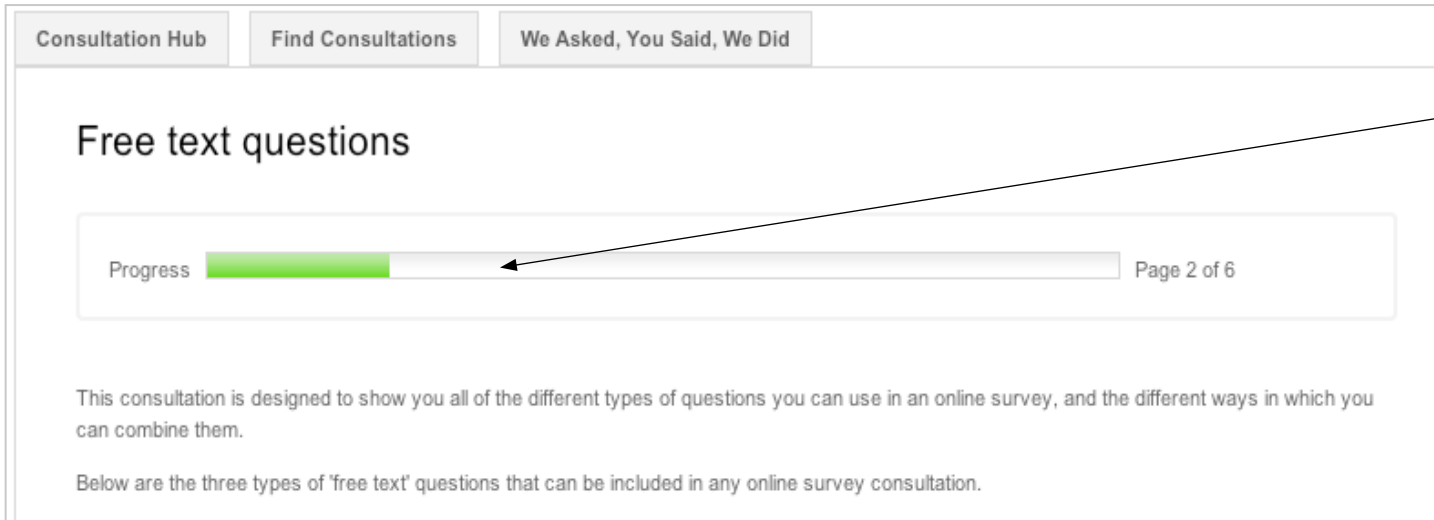 Consultation Hub Find Consultations We Asked, You Said, We Did
Free text questions
Progress Page 2 of 6
This consultation is designed to show you all of the different types of questions you can use in an online survey, and the different ways in which you
can combine them.
Below are the three types of 'free text' questions that can be included in any online survey consultation.